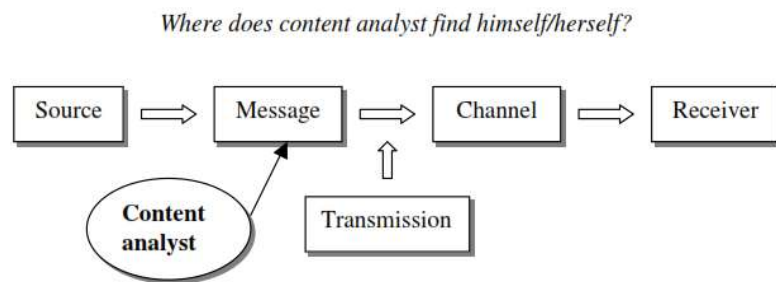 Where does content analyst find himself/herself?
Source
Message
Channel
Receiver
Content
analyst
Transmission